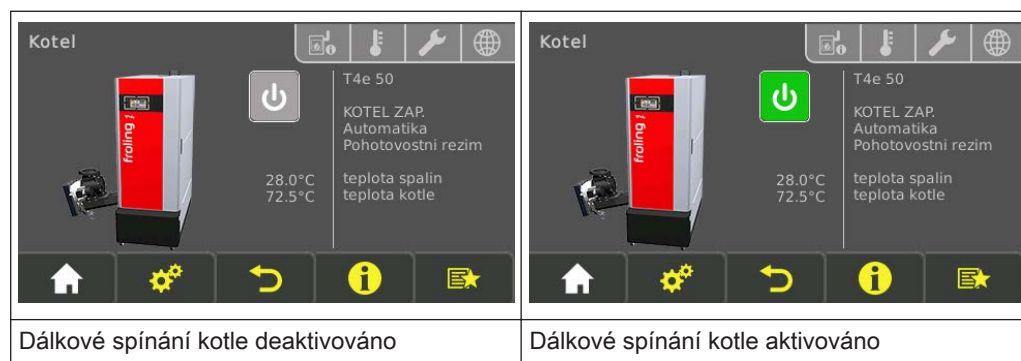 Kotel
T4e 50
KOTEL ZAP.
Automatika
Pohotovostni rezim
28.0°C teplota spalin
72.5°C teplota kotle
froling
Dálkové spínání kotle deaktivováno
Kotel
T4e 50
KOTEL ZAP.
Automatika
Pohotovostni rezim
28.0°C teplota spalin
72.5°C teplota kotle
froling
Dálkové spínání kotle aktivováno